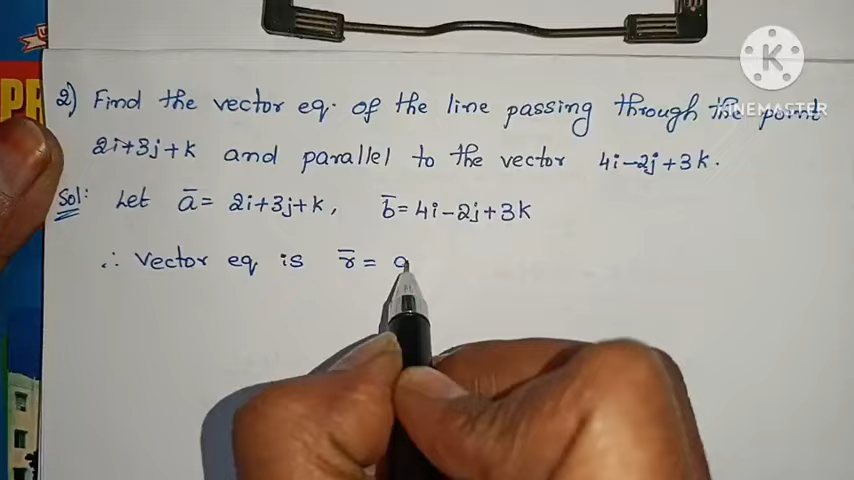 K
KINEMASTER
2) Find the vector eq. of the line passing through the point
2i+3j+k and parallel to the vector 4i-2j+3k.
Sol: Let a̅ = 2i+3j+k, b̅ = 4i-2j+3k
∴ vector eq is r̅ = a